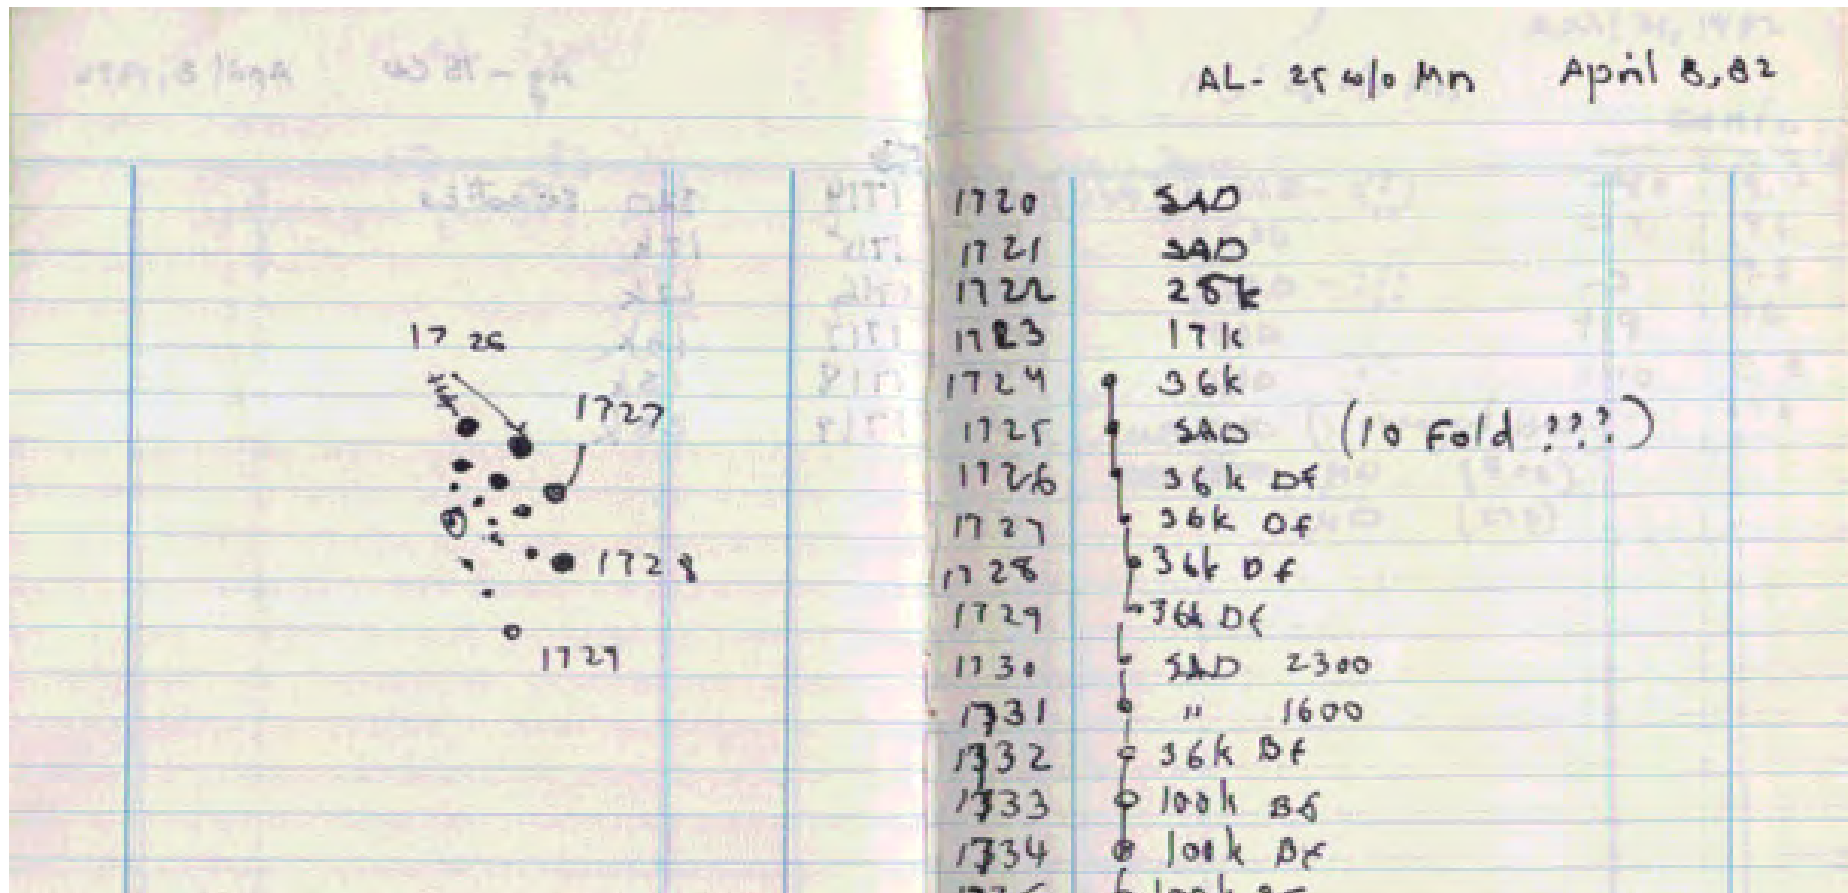 1726
1727
1728
1729
AL- 25 w/o Mn April 8, 82
1720 SAD
1721 SAD
1722 25k
1723 17k
1724 36k
1725 SAD (10 Fold ???)
1726 36k DF
1727 36k DF
1728 36k DF
1729 36k DF
1730 SAD 2300
1731 " 1600
1732 36k BF
1733 100k BF
1734 100k BF